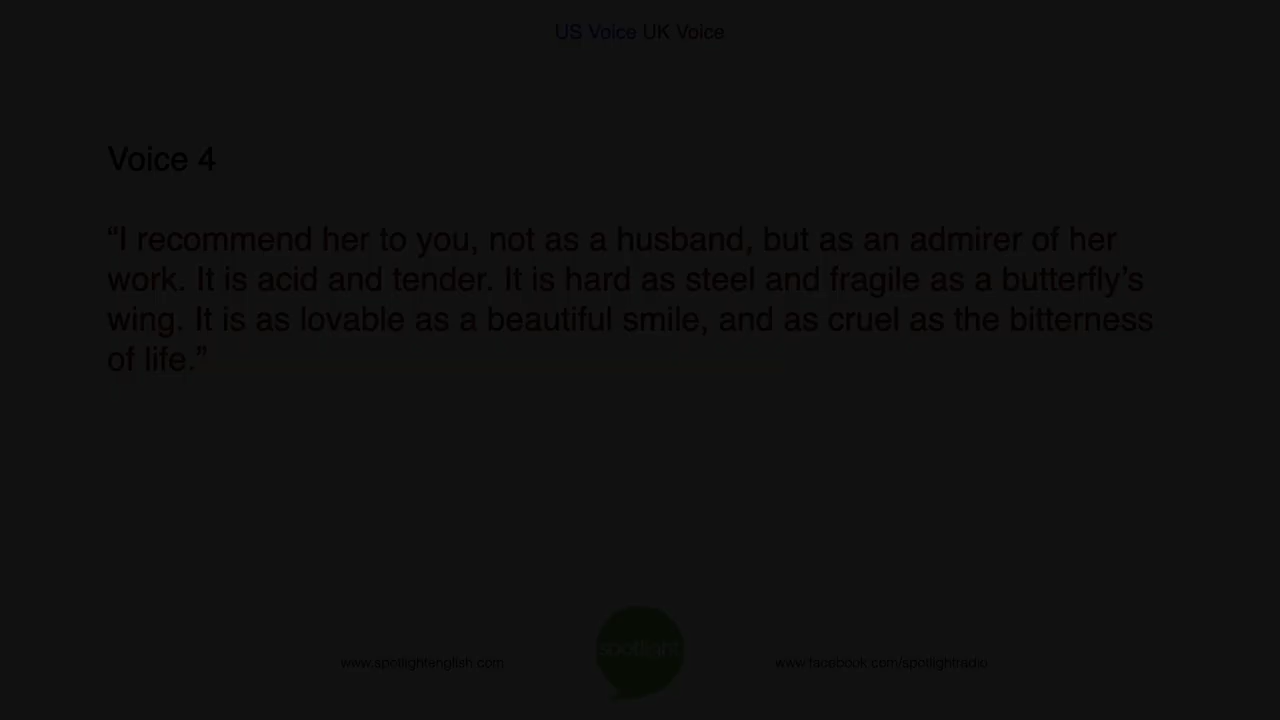 US Voice UK Voice
Voice 4
“I recommend her to you, not as a husband, but as an admirer of her
work. It is acid and tender. It is hard as steel and fragile as a butterfly’s
wing. It is as lovable as a beautiful smile, and as cruel as the bitterness
of life.”
spotlight
www.spotlightenglish.com
www.facebook.com/spotlightradio